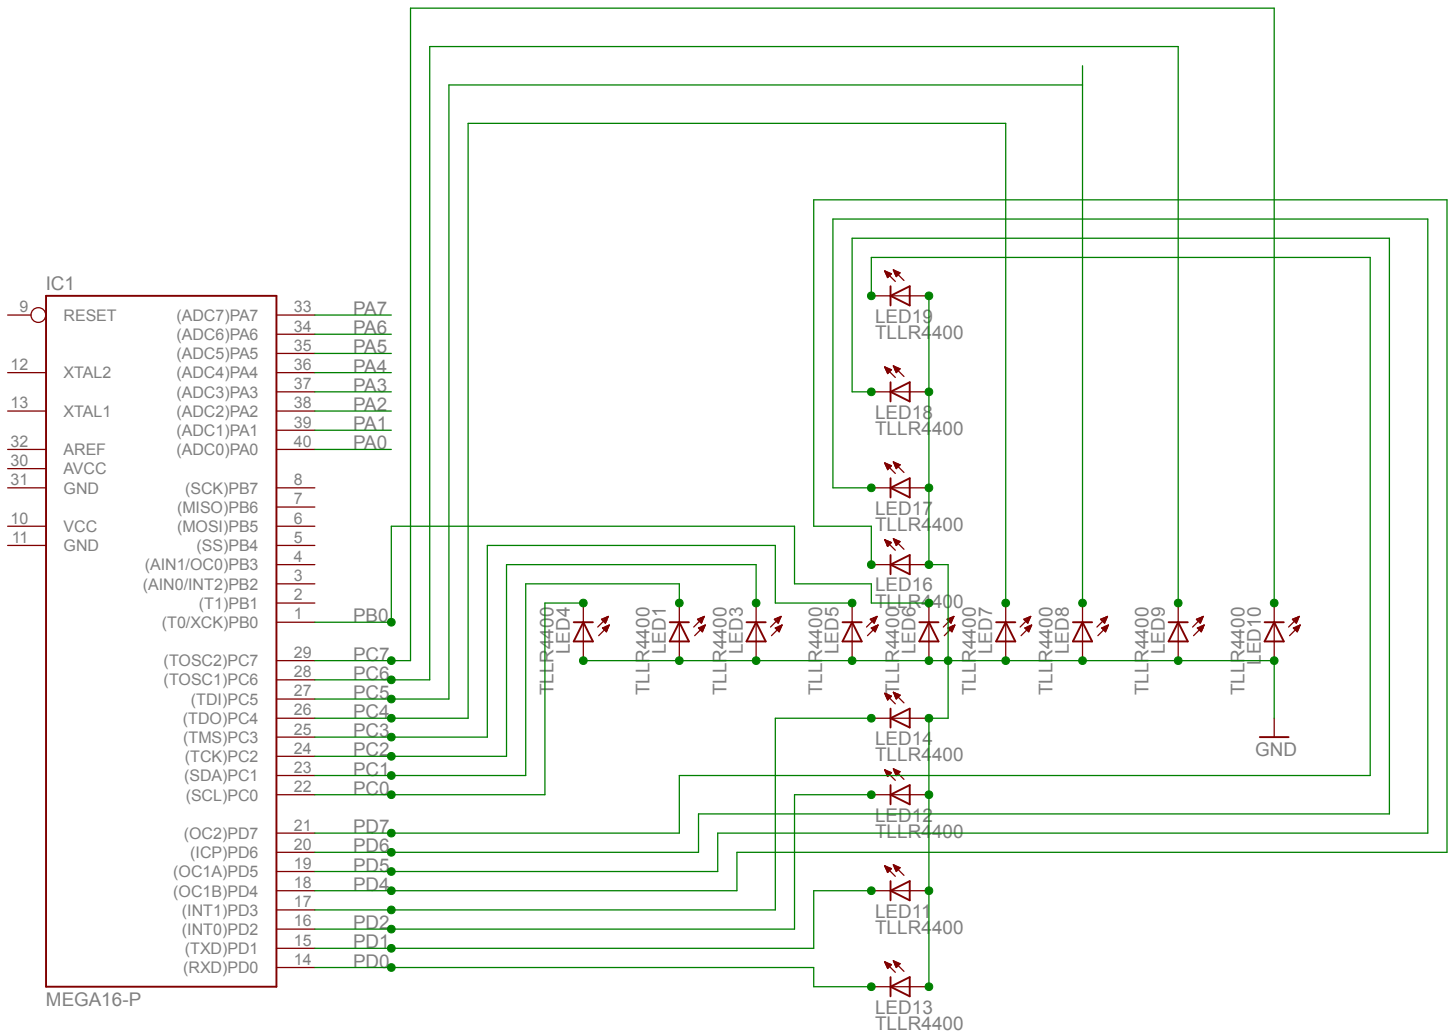 IC1
9 RESET (ADC7)PA7 33 PA7
(ADC6)PA6 34 PA6
(ADC5)PA5 35 PA5
12 XTAL2 (ADC4)PA4 36 PA4
(ADC3)PA3 37 PA3
13 XTAL1 (ADC2)PA2 38 PA2
(ADC1)PA1 39 PA1
32 AREF (ADC0)PA0 40 PA0
30 AVCC
31 GND (SCK)PB7 8
(MISO)PB6 7
10 VCC (MOSI)PB5 6
11 GND (SS)PB4 5
(AIN1/OC0)PB3 4
(AIN0/INT2)PB2 3
(T1)PB1 2
(T0/XCK)PB0 1 PB0
(TOSC2)PC7 29 PC7
(TOSC1)PC6 28 PC6
(TDI)PC5 27 PC5
(TDO)PC4 26 PC4
(TMS)PC3 25 PC3
(TCK)PC2 24 PC2
(SDA)PC1 23 PC1
(SCL)PC0 22 PC0
(OC2)PD7 21 PD7
(ICP)PD6 20 PD6
(OC1A)PD5 19 PD5
(OC1B)PD4 18 PD4
(INT1)PD3 17
(INT0)PD2 16 PD2
(TXD)PD1 15 PD1
(RXD)PD0 14 PD0
MEGA16-P
LED19
TLLR4400
LED18
TLLR4400
LED17
TLLR4400
LED16
TLLR4400
TLLR4400
LED4
TLLR4400
LED1
TLLR4400
LED3
TLLR4400
LED5
TLLR4400
LED6
TLLR4400
LED7
TLLR4400
LED8
TLLR4400
LED9
TLLR4400
LED10
GND
LED14
TLLR4400
LED12
TLLR4400
LED11
TLLR4400
LED13
TLLR4400